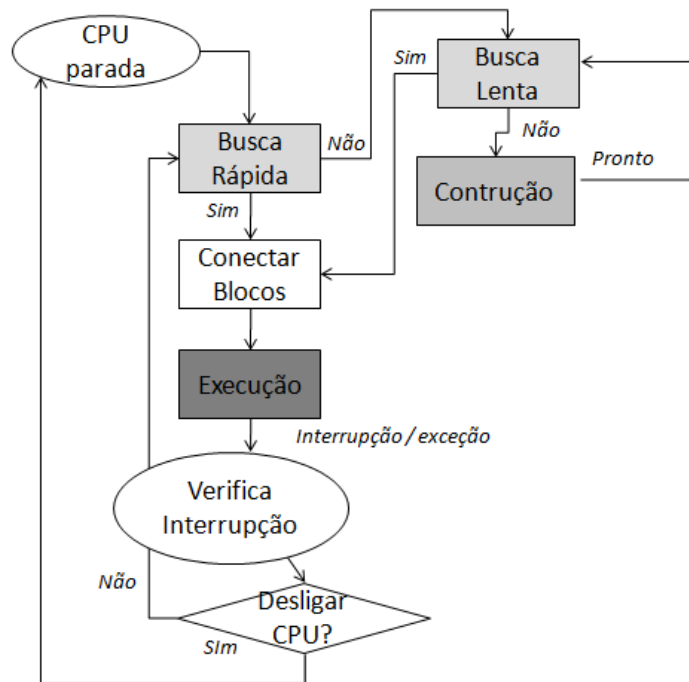 CPU
parada
Busca
Rápida
Não
Sim
Busca
Lenta
Sim
Não
Contrução
Pronto
Conectar
Blocos
Execução
Interrupção / exceção
Verifica
Interrupção
Não
Desligar
CPU?
SIm